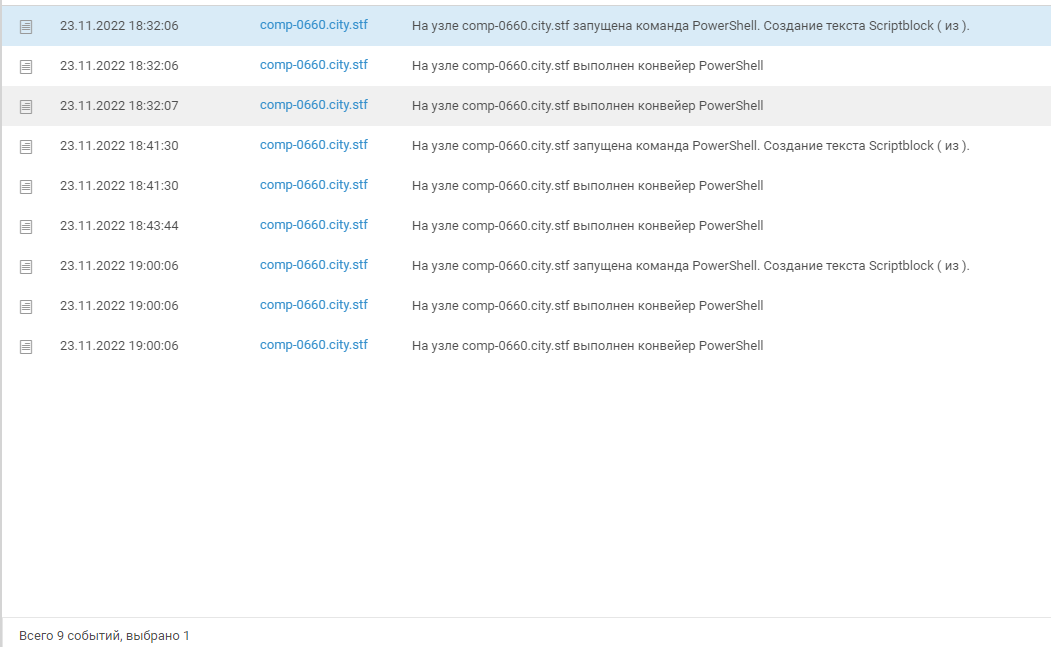 23.11.2022 18:32:06 comp-0660.city.stf На узле comp-0660.city.stf запущена команда PowerShell. Создание текста Scriptblock ( из ).
23.11.2022 18:32:06 comp-0660.city.stf На узле comp-0660.city.stf выполнен конвейер PowerShell
23.11.2022 18:32:07 comp-0660.city.stf На узле comp-0660.city.stf выполнен конвейер PowerShell
23.11.2022 18:41:30 comp-0660.city.stf На узле comp-0660.city.stf запущена команда PowerShell. Создание текста Scriptblock ( из ).
23.11.2022 18:41:30 comp-0660.city.stf На узле comp-0660.city.stf выполнен конвейер PowerShell
23.11.2022 18:43:44 comp-0660.city.stf На узле comp-0660.city.stf выполнен конвейер PowerShell
23.11.2022 19:00:06 comp-0660.city.stf На узле comp-0660.city.stf запущена команда PowerShell. Создание текста Scriptblock ( из ).
23.11.2022 19:00:06 comp-0660.city.stf На узле comp-0660.city.stf выполнен конвейер PowerShell
23.11.2022 19:00:06 comp-0660.city.stf На узле comp-0660.city.stf выполнен конвейер PowerShell
Всего 9 событий, выбрано 1